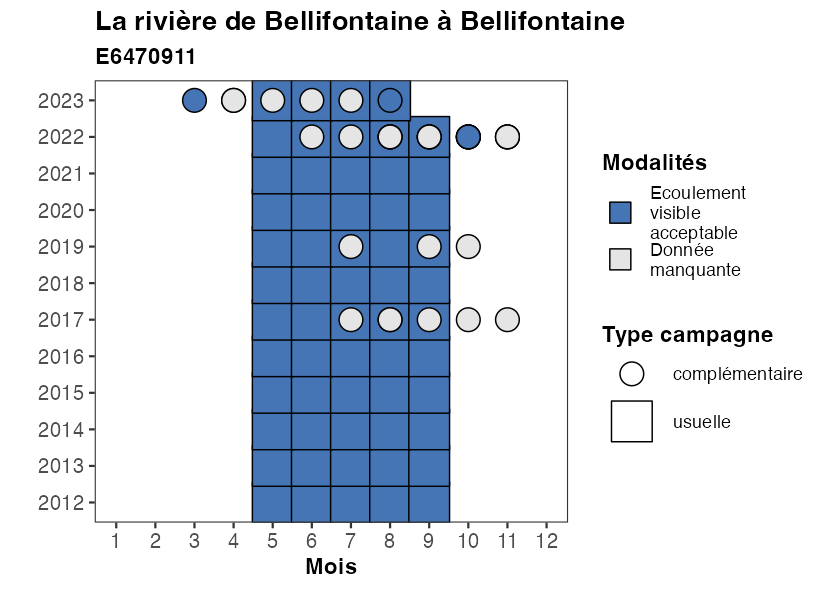 La rivière de Bellifontaine à Bellifontaine
E6470911
2023
2022
2021
2020
2019
2018
2017
2016
2015
2014
2013
2012
1 2 3 4 5 6 7 8 9 10 11 12
Mois
Modalités
Ecoulement
visible
acceptable
Donnée
manquante
Type campagne
complémentaire
usuelle